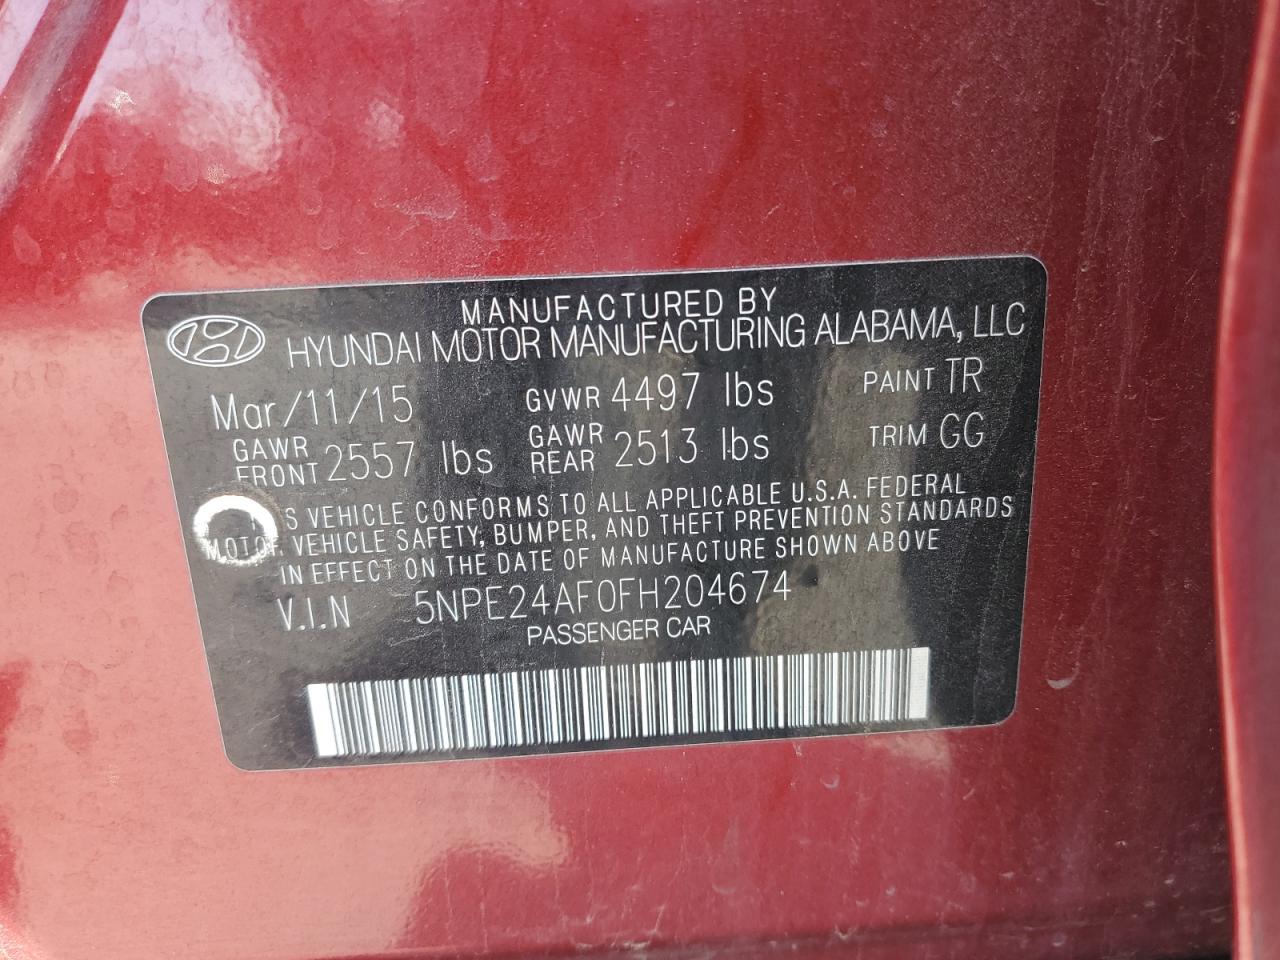 MANUFACTURED BY
HYUNDAI MOTOR MANUFACTURING ALABAMA, LLC
Mar/11/15 GVWR 4497 lbs PAINT TR
GAWR FRONT 2557 lbs GAWR REAR 2513 lbs TRIM GG
VEHICLE CONFORMS TO ALL APPLICABLE U.S.A. FEDERAL
MOTOR VEHICLE SAFETY, BUMPER, AND THEFT PREVENTION STANDARDS
IN EFFECT ON THE DATE OF MANUFACTURE SHOWN ABOVE
V.I.N 5NPE24AF0FH204674
PASSENGER CAR